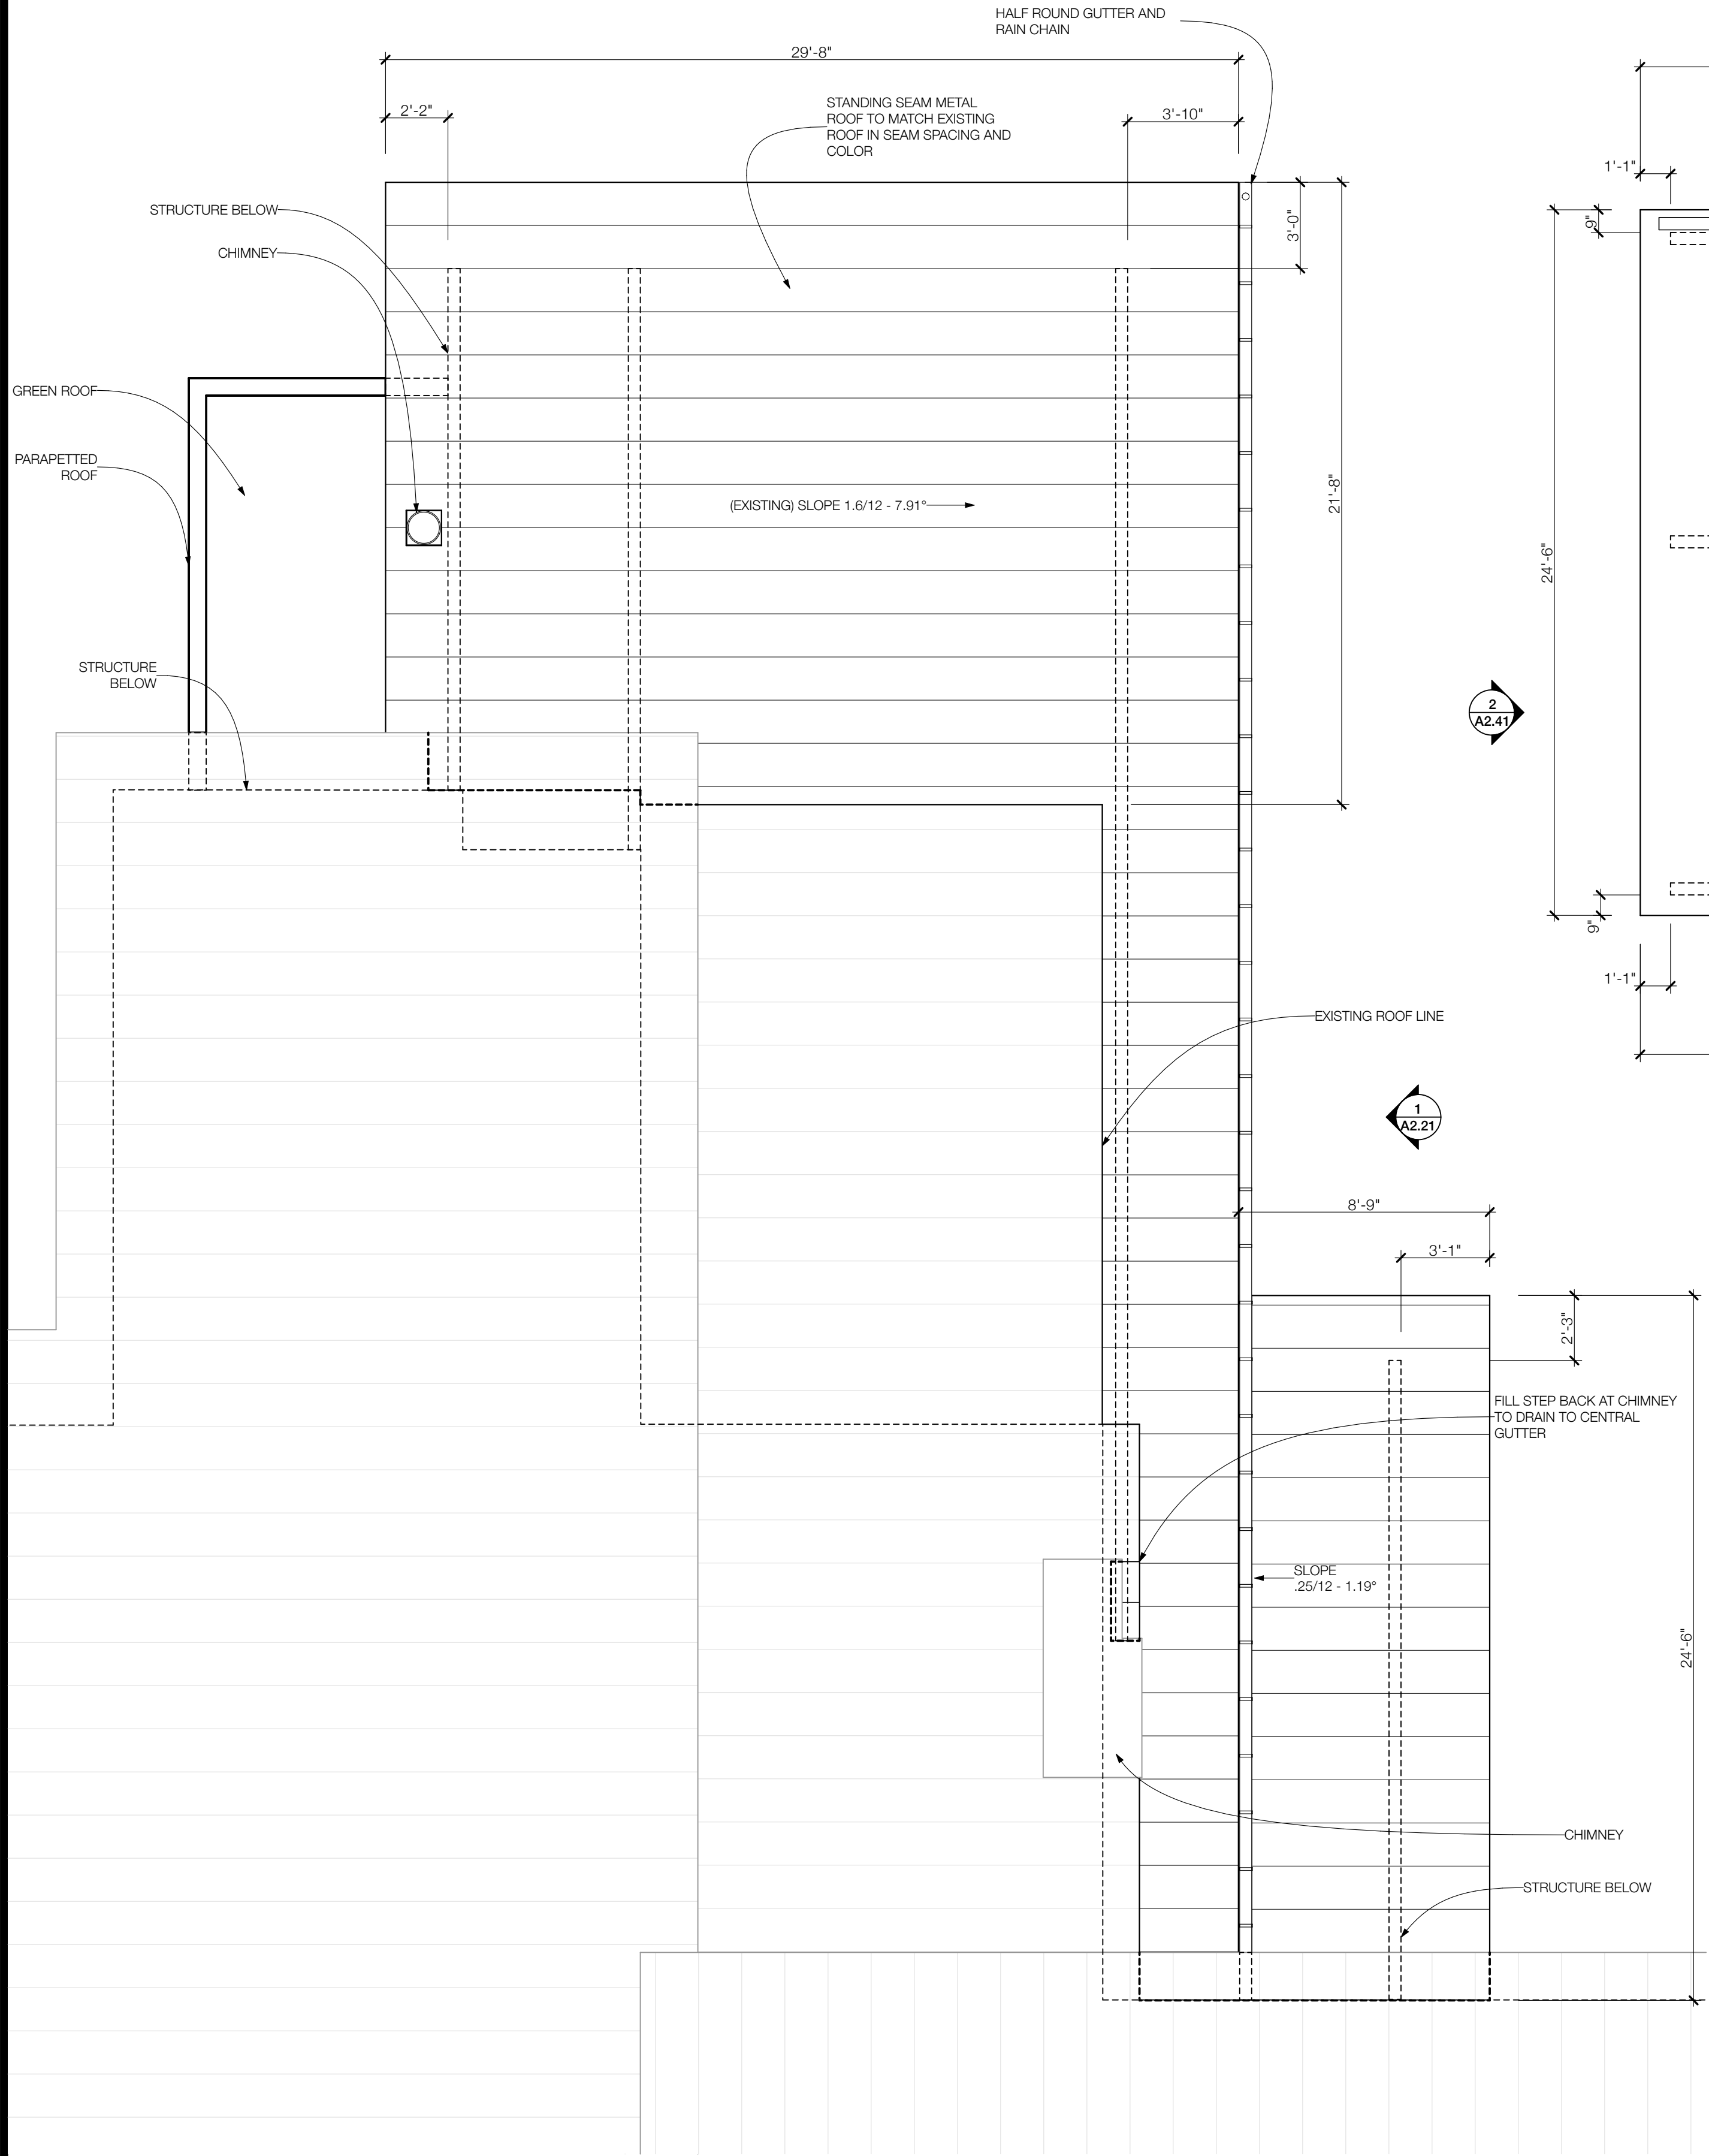 HALF ROUND GUTTER AND
RAIN CHAIN
29'-8"
2'-2"
STANDING SEAM METAL
ROOF TO MATCH EXISTING
ROOF IN SEAM SPACING AND
COLOR
3'-10"
1'-1"
STRUCTURE BELOW
3'-0"
9"
CHIMNEY
GREEN ROOF
PARAPETTED
ROOF
(EXISTING) SLOPE 1.6/12 - 7.91°
21'-8"
24'-6"
STRUCTURE
BELOW
2
A2.41
9"
1'-1"
EXISTING ROOF LINE
1
A2.21
8'-9"
3'-1"
2'-3"
FILL STEP BACK AT CHIMNEY
TO DRAIN TO CENTRAL
GUTTER
SLOPE
.25/12 - 1.19°
24'-6"
CHIMNEY
STRUCTURE BELOW